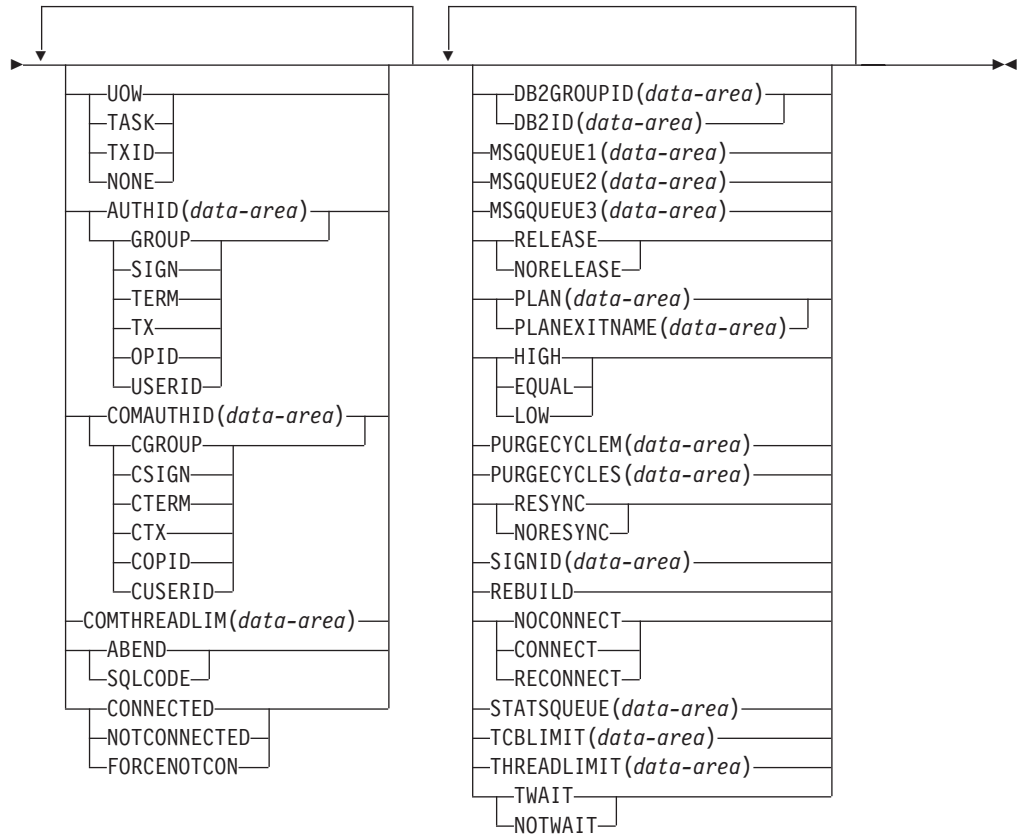 UOW
TASK
TXID
NONE
AUTHID(data-area)
GROUP
SIGN
TERM
TX
OPID
USERID
COMAUTHID(data-area)
CGROUP
CSIGN
CTERM
CTX
COPID
CUSERID
COMTHREADLIM(data-area)
ABEND
SQLCODE
CONNECTED
NOTCONNECTED
FORCENOTCON
DB2GROUPID(data-area)
DB2ID(data-area)
MSGQUEUE1(data-area)
MSGQUEUE2(data-area)
MSGQUEUE3(data-area)
RELEASE
NORELEASE
PLAN(data-area)
PLANEXITNAME(data-area)
HIGH
EQUAL
LOW
PURGECYCLEM(data-area)
PURGECYCLES(data-area)
RESYNC
NORESYNC
SIGNID(data-area)
REBUILD
NOCONNECT
CONNECT
RECONNECT
STATSQUEUE(data-area)
TCBLIMIT(data-area)
THREADLIMIT(data-area)
TWAIT
NOTWAIT